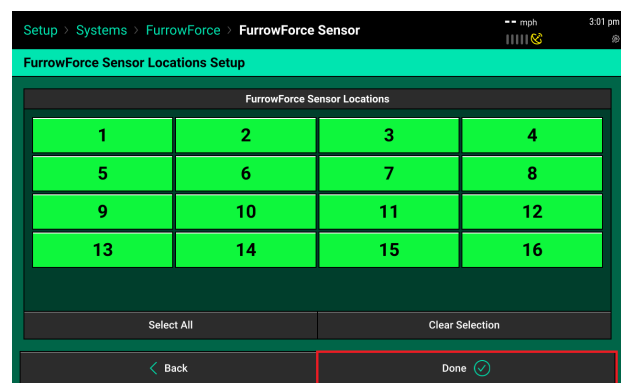 Setup > Systems > FurrowForce > FurrowForce Sensor
-- mph
3:01 pm
FurrowForce Sensor Locations Setup
FurrowForce Sensor Locations
1 2 3 4
5 6 7 8
9 10 11 12
13 14 15 16
Select All Clear Selection
Back Done